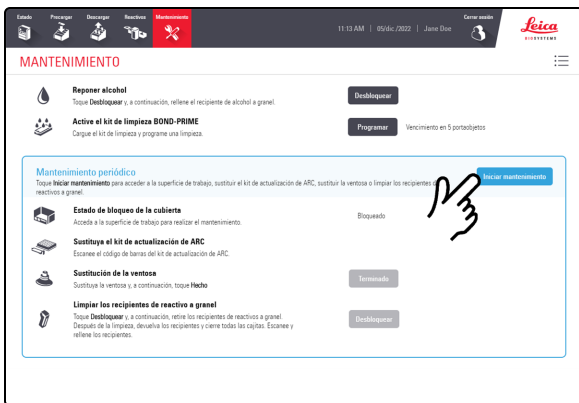 Estado Precargar Descargar Reactivos Mantenimiento
11:13 AM | 05/dic./2022 | Jane Doe
Cerrar sesión
Leica
BIOSYSTEMS
MANTENIMIENTO
Reponer alcohol
Toque Desbloquear y, a continuación, rellene el recipiente de alcohol a granel.
Desbloquear
Active el kit de limpieza BOND-PRIME
Cargue el kit de limpieza y programe una limpieza.
Programar
Vencimiento en 5 portaobjetos
Mantenimiento periódico
Toque Iniciar mantenimiento para acceder a la superficie de trabajo, sustituir el kit de actualización de ARC, sustituir la ventosa o limpiar los recipientes de
reactivos a granel.
Iniciar mantenimiento
Estado de bloqueo de la cubierta
Acceda a la superficie de trabajo para realizar el mantenimiento.
Bloqueado
Sustituya el kit de actualización de ARC
Escanee el código de barras del kit de actualización de ARC.
Sustitución de la ventosa
Sustituya la ventosa y, a continuación, toque Hecho
Terminado
Limpiar los recipientes de reactivo a granel
Toque Desbloquear y, a continuación, retire los recipientes de reactivos a granel.
Después de la limpieza, devuelva los recipientes y cierre todas las cajitas. Escanee y
rellene los recipientes.
Desbloquear